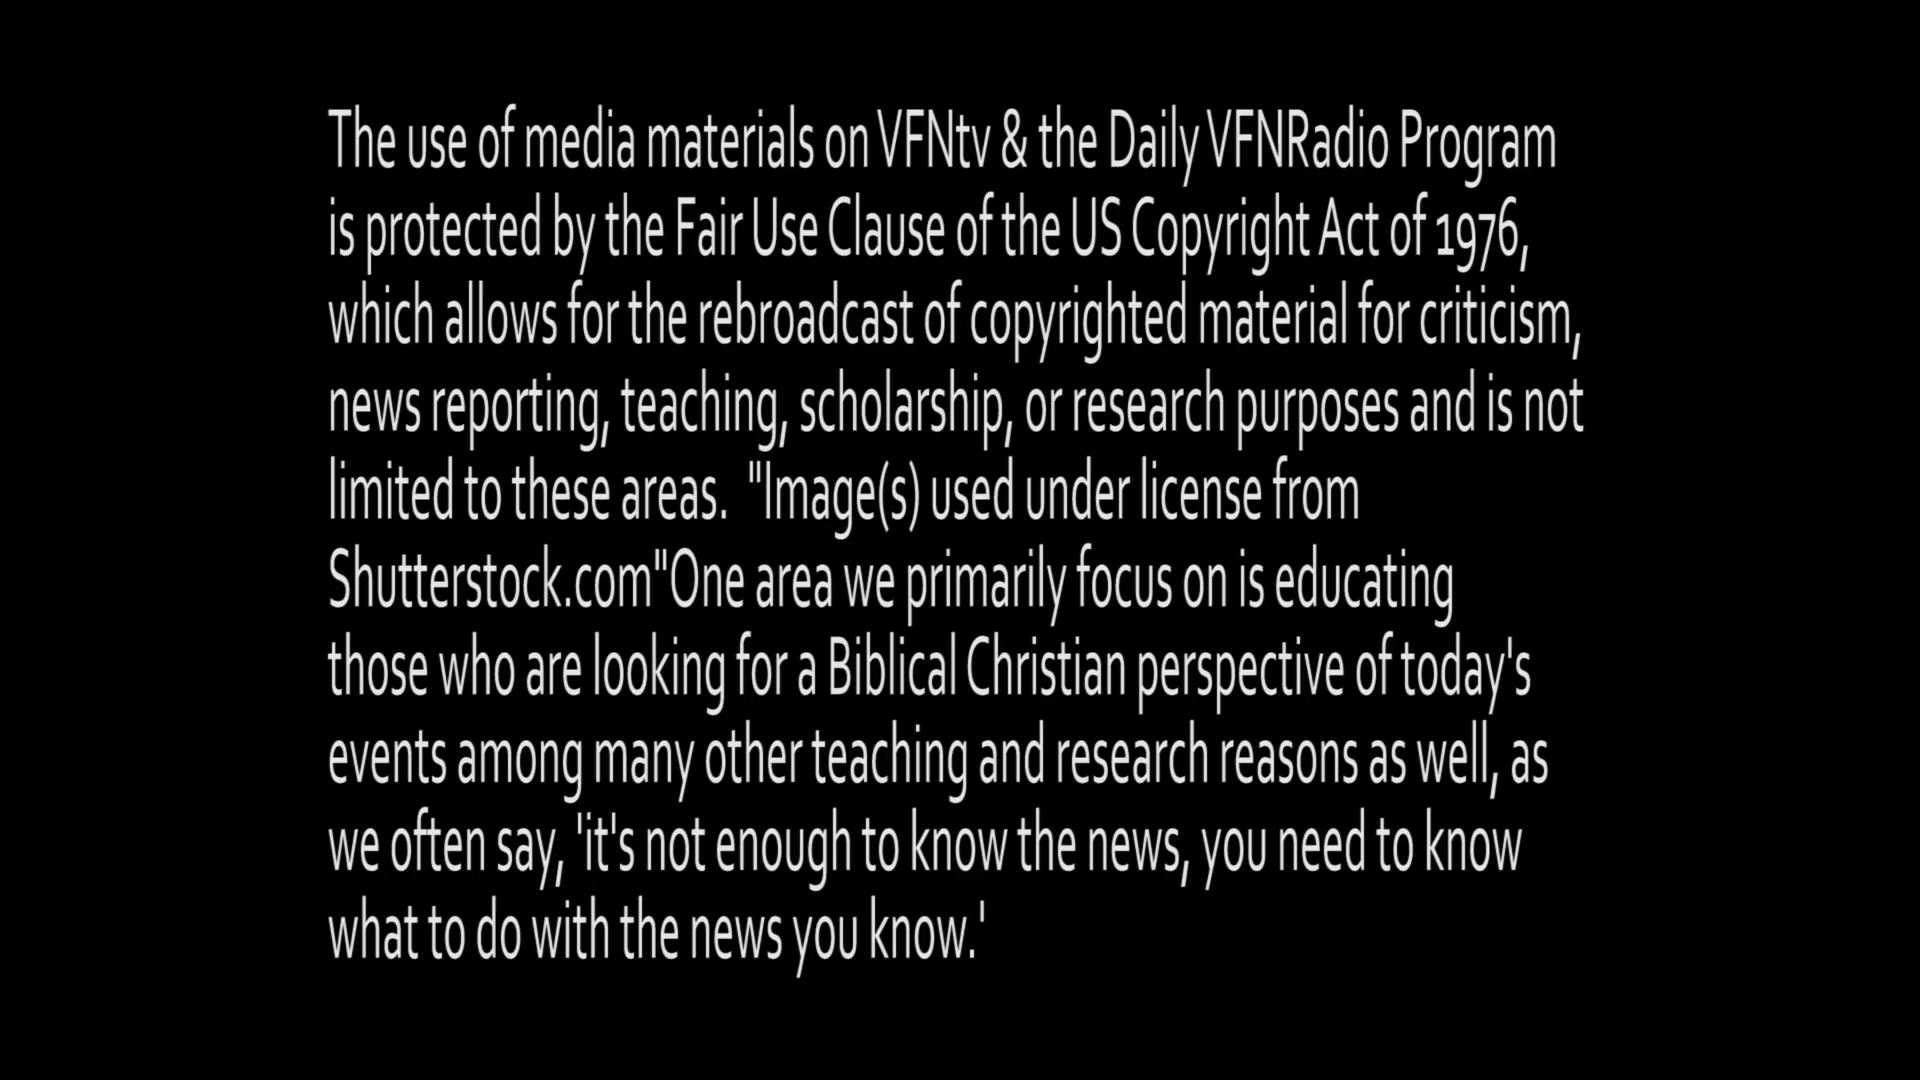 The use of media materials on VFNtv & the Daily VFNRadio Program
is protected by the Fair Use Clause of the US Copyright Act of 1976,
which allows for the rebroadcast of copyrighted material for criticism,
news reporting, teaching, scholarship, or research purposes and is not
limited to these areas.  "Image(s) used under license from
Shutterstock.com"One area we primarily focus on is educating
those who are looking for a Biblical Christian perspective of today's
events among many other teaching and research reasons as well, as
we often say, 'it's not enough to know the news, you need to know
what to do with the news you know.'